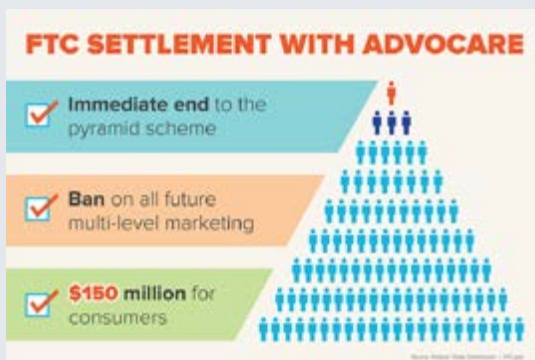 FTC SETTLEMENT WITH ADVOCARE
Immediate end to the
pyramid scheme
Ban on all future
multi-level marketing
$150 million for
consumers